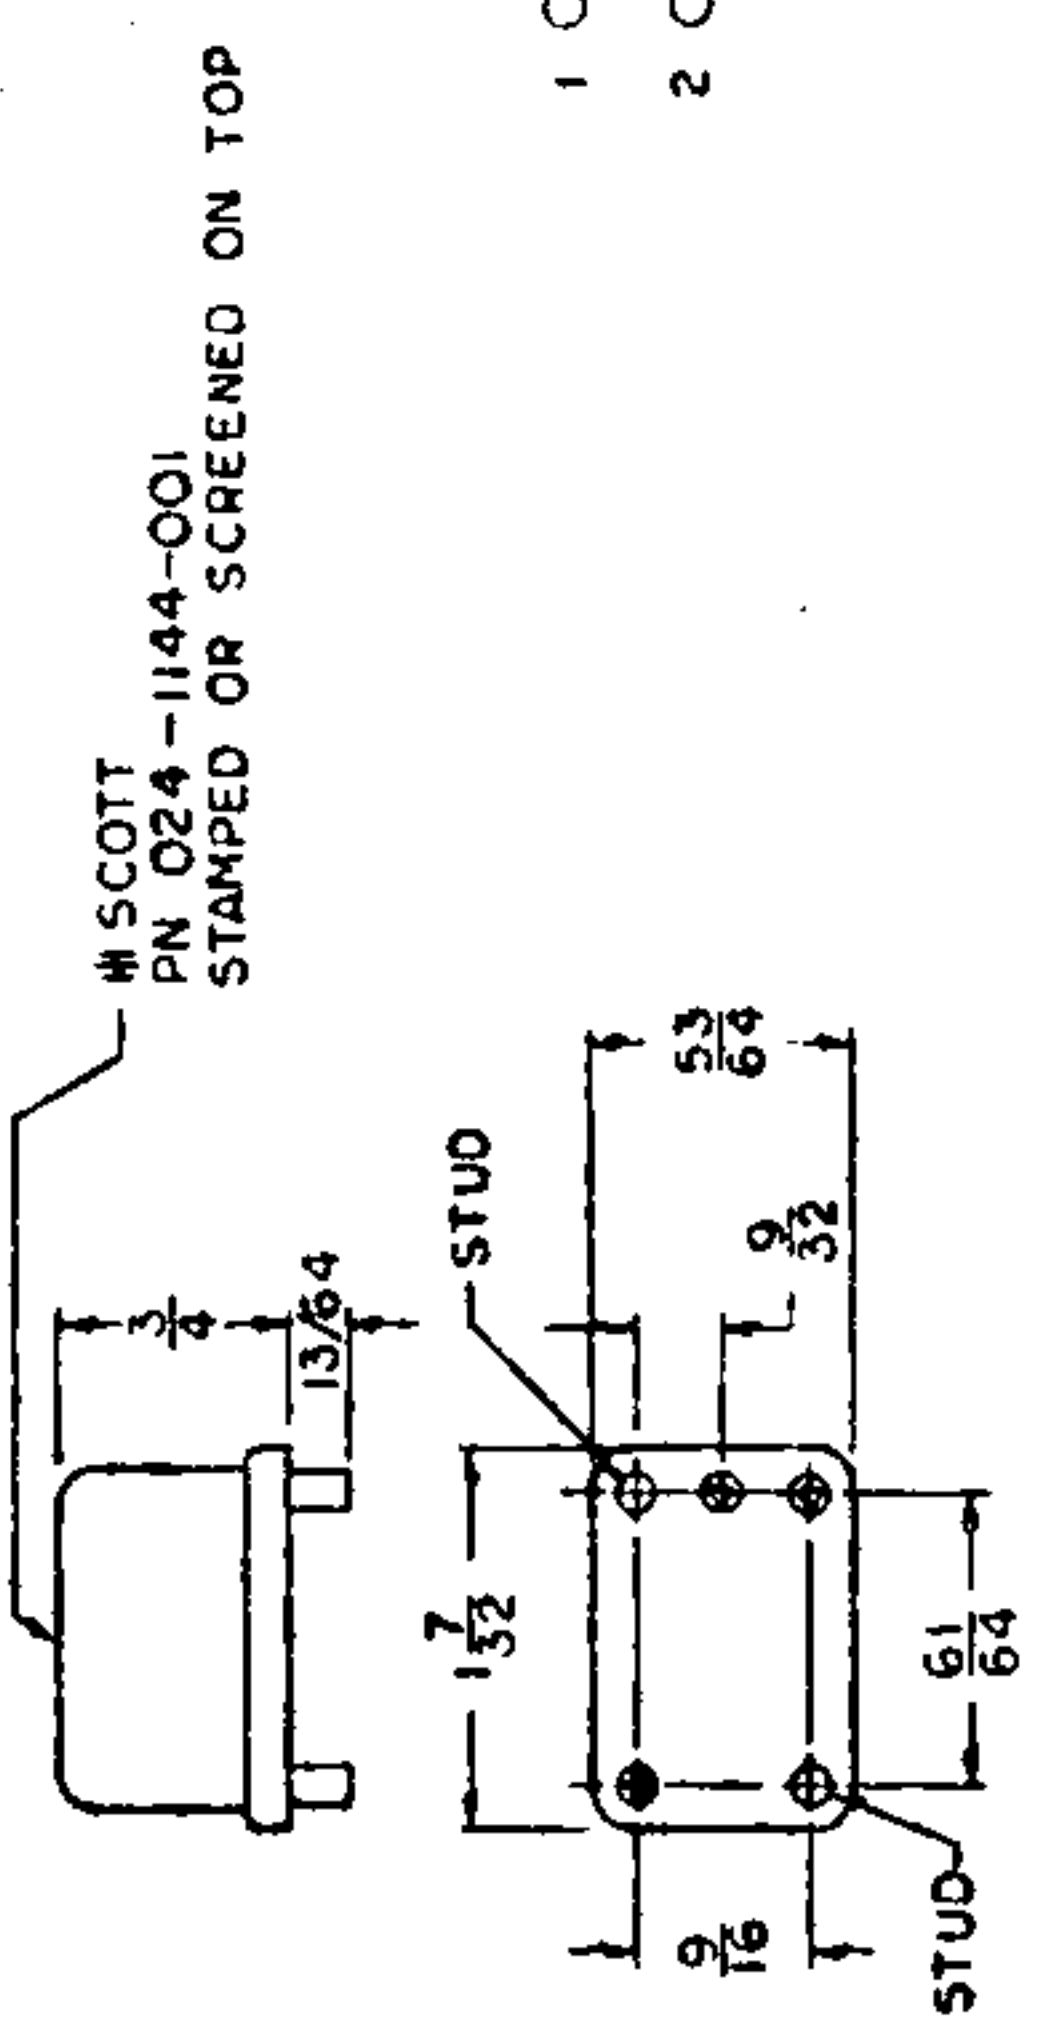 ⌗ SCOTT
PN 024-1144-001
STAMPED OR SCREENED ON TOP
3/4
13/64
STUD
1 7/32
53/64
9/32
9/16
61/64
STUD
1
2